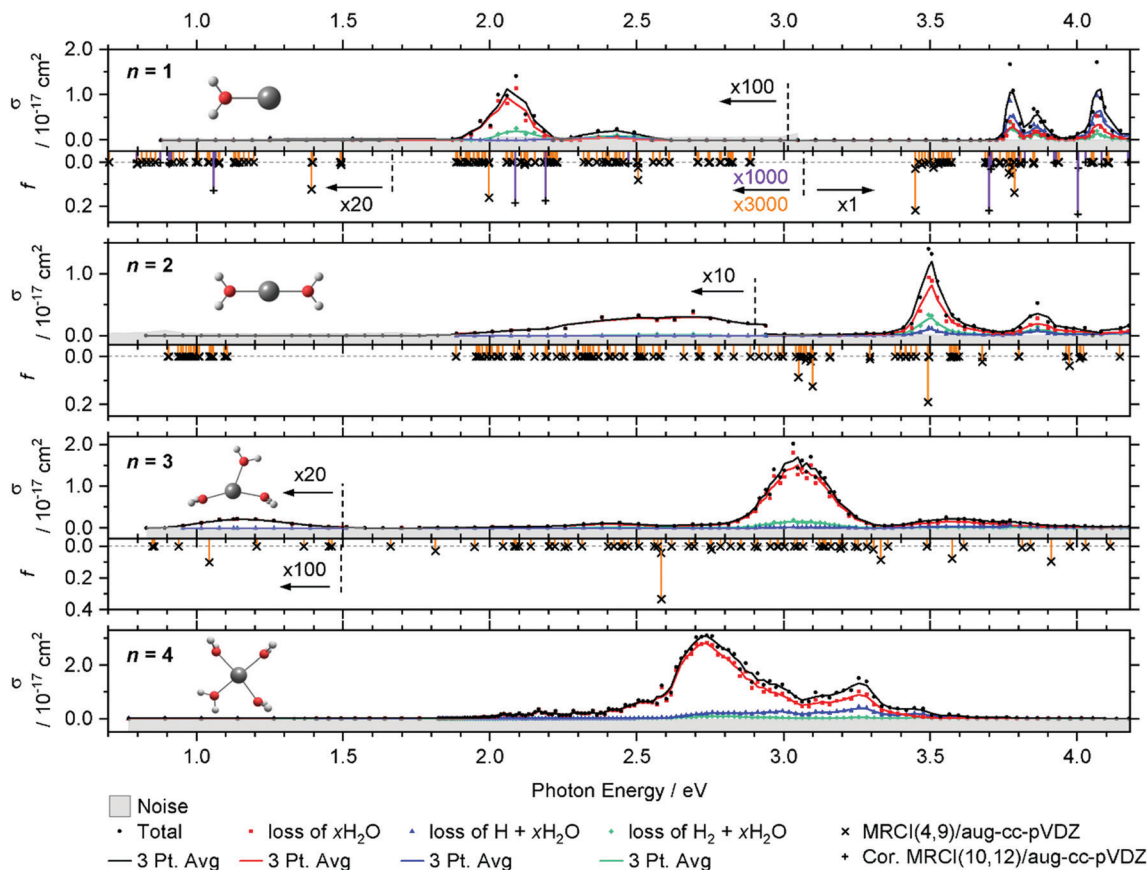 1.0 1.5 2.0 2.5 3.0 3.5 4.0
2.0
n = 1
x100
σ
/ 10⁻¹⁷ cm²
1.0
0.0
0.0
x20
x1000
x3000
x1
f
0.2
n = 2
x10
σ
/ 10⁻¹⁷ cm²
1.0
0.0
0.0
f
0.2
2.0
n = 3
x20
σ
/ 10⁻¹⁷ cm²
1.0
0.0
0.0
f
0.2
x100
0.4
n = 4
σ
/ 10⁻¹⁷ cm²
2.0
0.0
1.0 1.5 2.0 2.5 3.0 3.5 4.0
Photon Energy / eV
Noise
Total loss of xH₂O loss of H + xH₂O loss of H₂ + xH₂O MRCI(4,9)/aug-cc-pVDZ
3 Pt. Avg 3 Pt. Avg 3 Pt. Avg 3 Pt. Avg Cor. MRCI(10,12)/aug-cc-pVDZ